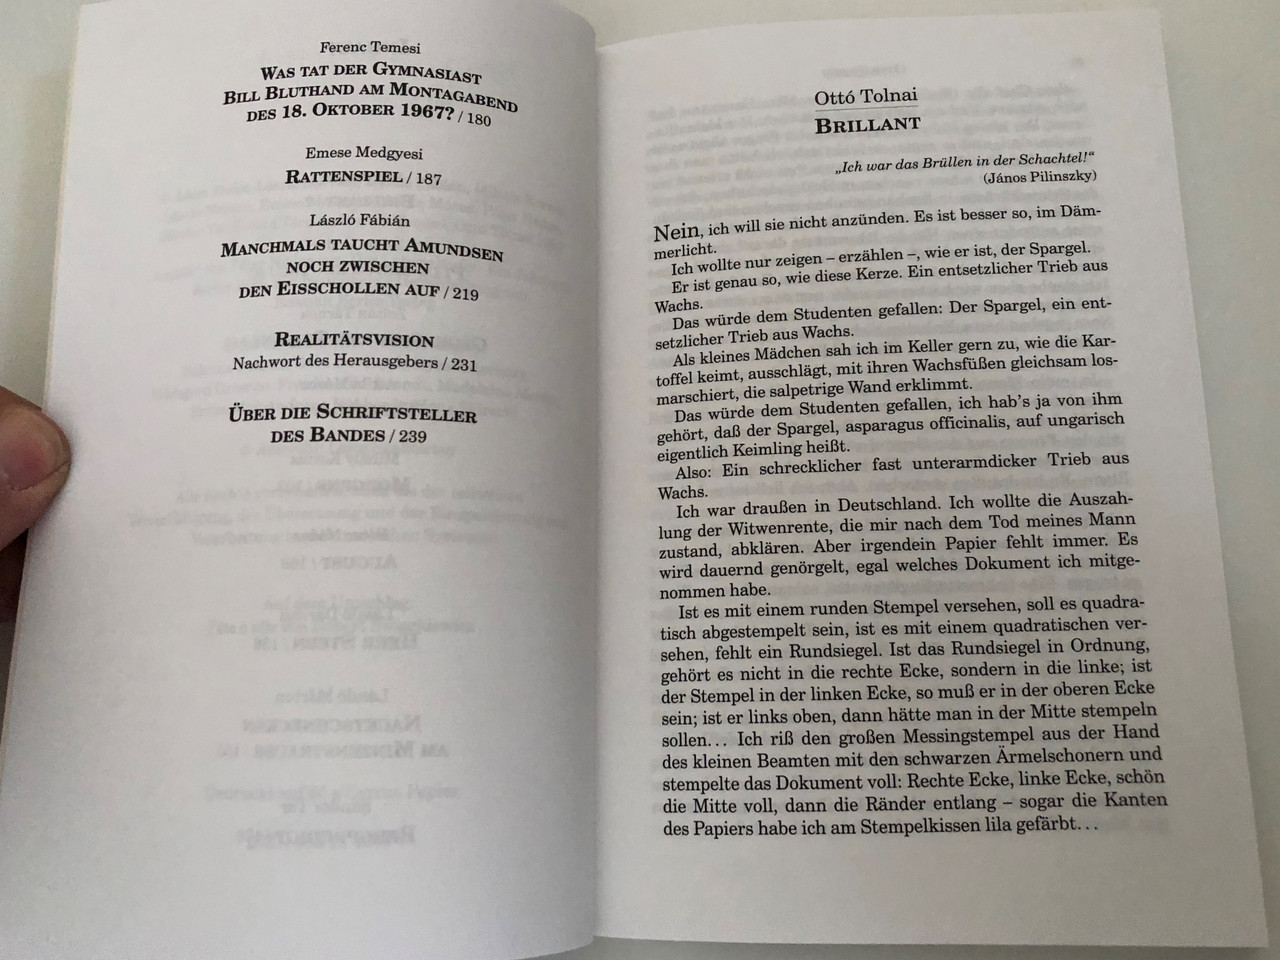 Ferenc Temesi
WAS TAT DER GYMNASIAST
BILL BLUTHAND AM MONTAGABEND
DES 18. OKTOBER 1967? / 180
Emese Medgyesi
RATTENSPIEL / 187
László Fábián
MANCHMALS TAUCHT AMUNDSEN
NOCH ZWISCHEN
DEN EISSCHOLLEN AUF / 219
REALITÄTSVISION
Nachwort des Herausgebers / 231
ÜBER DIE SCHRIFTSTELLER
DES BANDES / 239
Ottó Tolnai
BRILLANT
„Ich war das Brüllen in der Schachtel!“
(János Pilinszky)
Nein, ich will sie nicht anzünden. Es ist besser so, im Däm-
merlicht.
Ich wollte nur zeigen – erzählen –, wie er ist, der Spargel.
Er ist genau so, wie diese Kerze. Ein entsetzlicher Trieb aus
Wachs.
Das würde dem Studenten gefallen: Der Spargel, ein ent-
setzlicher Trieb aus Wachs.
Als kleines Mädchen sah ich im Keller gern zu, wie die Kar-
toffel keimt, ausschlägt, mit ihren Wachsfüßen gleichsam los-
marschiert, die salpetrige Wand erklimmt.
Das würde dem Studenten gefallen, ich hab's ja von ihm
gehört, daß der Spargel, asparagus officinalis, auf ungarisch
eigentlich Keimling heißt.
Also: Ein schrecklicher fast unterarmdicker Trieb aus
Wachs.
Ich war draußen in Deutschland. Ich wollte die Auszah-
lung der Witwenrente, die mir nach dem Tod meines Mann
zustand, abklären. Aber irgendein Papier fehlt immer. Es
wird dauernd genörgelt, egal welches Dokument ich mitge-
nommen habe.
Ist es mit einem runden Stempel versehen, soll es quadra-
tisch abgestempelt sein, ist es mit einem quadratischen ver-
sehen, fehlt ein Rundsiegel. Ist das Rundsiegel in Ordnung,
gehört es nicht in die rechte Ecke, sondern in die linke; ist
der Stempel in der linken Ecke, so muß er in der oberen Ecke
sein; ist er links oben, dann hätte man in der Mitte stempeln
sollen... Ich riß den großen Messingstempel aus der Hand
des kleinen Beamten mit den schwarzen Ärmelschonern und
stempelte das Dokument voll: Rechte Ecke, linke Ecke, schön
die Mitte voll, dann die Ränder entlang – sogar die Kanten
des Papiers habe ich am Stempelkissen lila gefärbt...